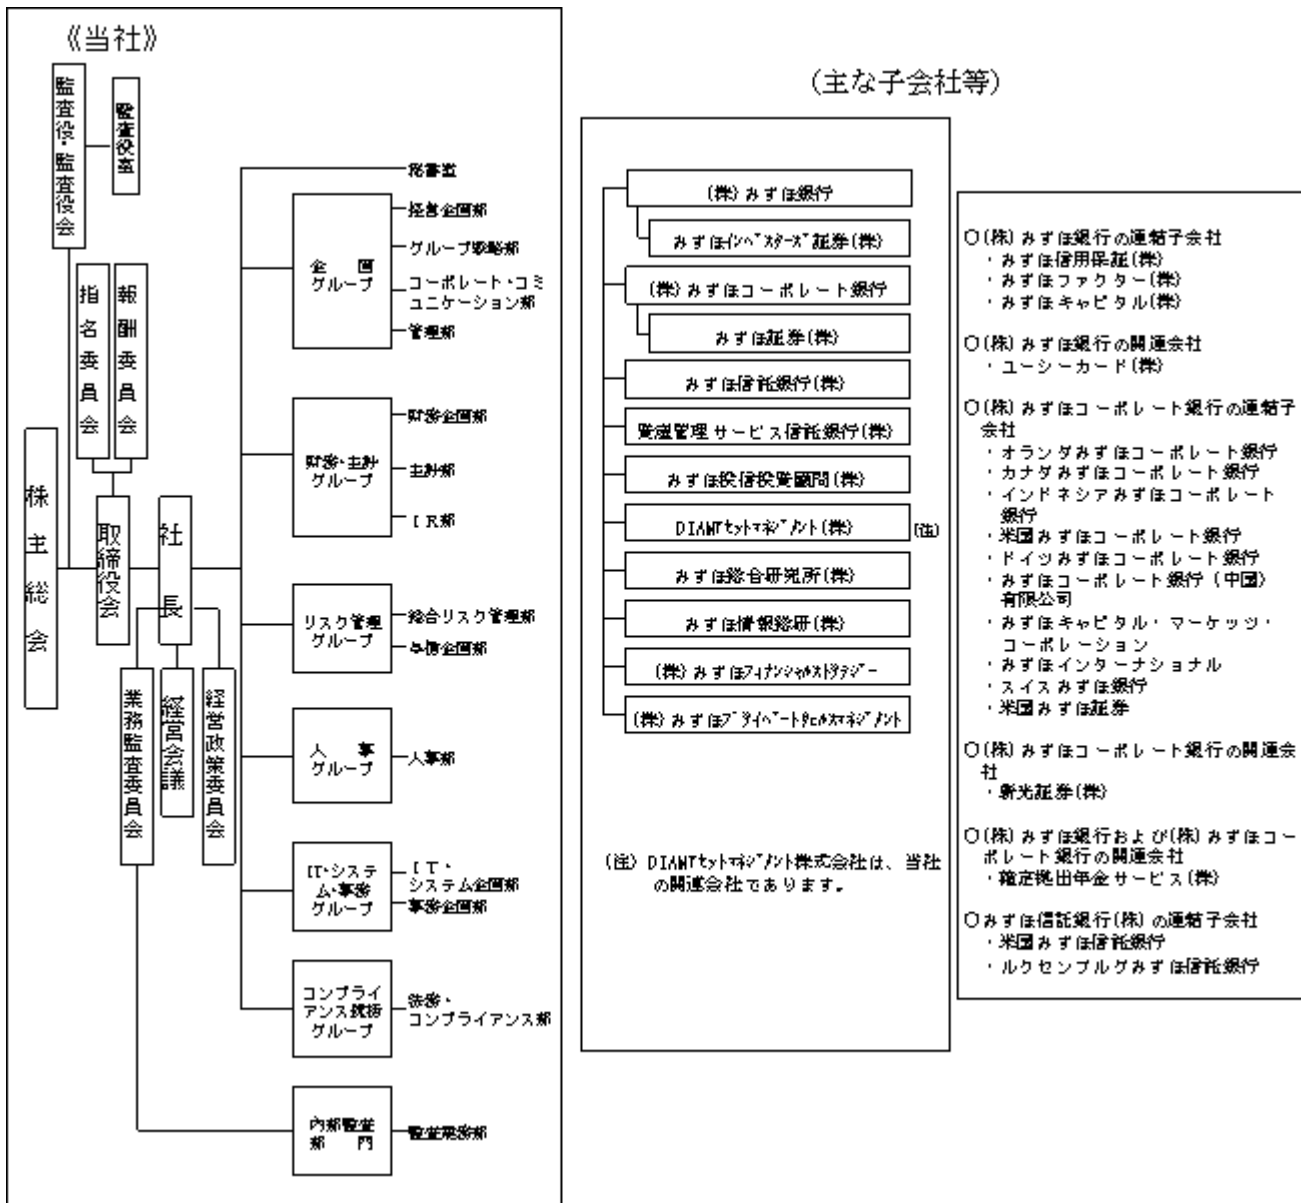 《当社》
監査役・監査役会
監査役室
指名委員会
報酬委員会
株主総会
取締役会
社長
業務監査委員会
経営会議
経営政策委員会
秘書室
企　画
グループ
経営企画部
グループ戦略部
コーポレート・コミ
ュニケーション部
管理部
財務・主計
グループ
財務企画部
主計部
ＩＲ部
リスク管理
グループ
総合リスク管理部
与信企画部
人　事
グループ
人事部
IT・システ
ム・事務
グループ
ＩＴ・
システム企画部
事務企画部
コンプライ
アンス統括
グループ
法務・
コンプライアンス部
内部監査
部　門
監査業務部
(主な子会社等)
(株)みずほ銀行
みずほｲﾝﾍﾞｽﾀｰｽﾞ証券(株)
(株)みずほコーポレート銀行
みずほ証券(株)
みずほ信託銀行(株)
資産管理サービス信託銀行(株)
みずほ投信投資顧問(株)
DIAMｱｾｯﾄﾏﾈｼﾞﾒﾝﾄ(株)
(注)
みずほ総合研究所(株)
みずほ情報総研(株)
(株)みずほﾌｨﾅﾝｼｬﾙｽﾄﾗﾃｼﾞｰ
(株)みずほﾌﾟﾗｲﾍﾞｰﾄｳｪﾙｽﾏﾈｼﾞﾒﾝﾄ
(注) DIAMｱｾｯﾄﾏﾈｼﾞﾒﾝﾄ株式会社は、当社
の関連会社であります。
○(株)みずほ銀行の連結子会社
・みずほ信用保証(株)
・みずほファクター(株)
・みずほキャピタル(株)
○(株)みずほ銀行の関連会社
・ユーシーカード(株)
○(株)みずほコーポレート銀行の連結子
会社
・オランダみずほコーポレート銀行
・カナダみずほコーポレート銀行
・インドネシアみずほコーポレート
銀行
・米国みずほコーポレート銀行
・ドイツみずほコーポレート銀行
・みずほコーポレート銀行（中国）
有限公司
・みずほキャピタル・マーケッツ・
コーポレーション
・みずほインターナショナル
・スイスみずほ銀行
・米国みずほ証券
○(株)みずほコーポレート銀行の関連会
社
・新光証券(株)
○(株)みずほ銀行および(株)みずほコー
ポレート銀行の関連会社
・確定拠出年金サービス(株)
○みずほ信託銀行(株)の連結子会社
・米国みずほ信託銀行
・ルクセンブルグみずほ信託銀行